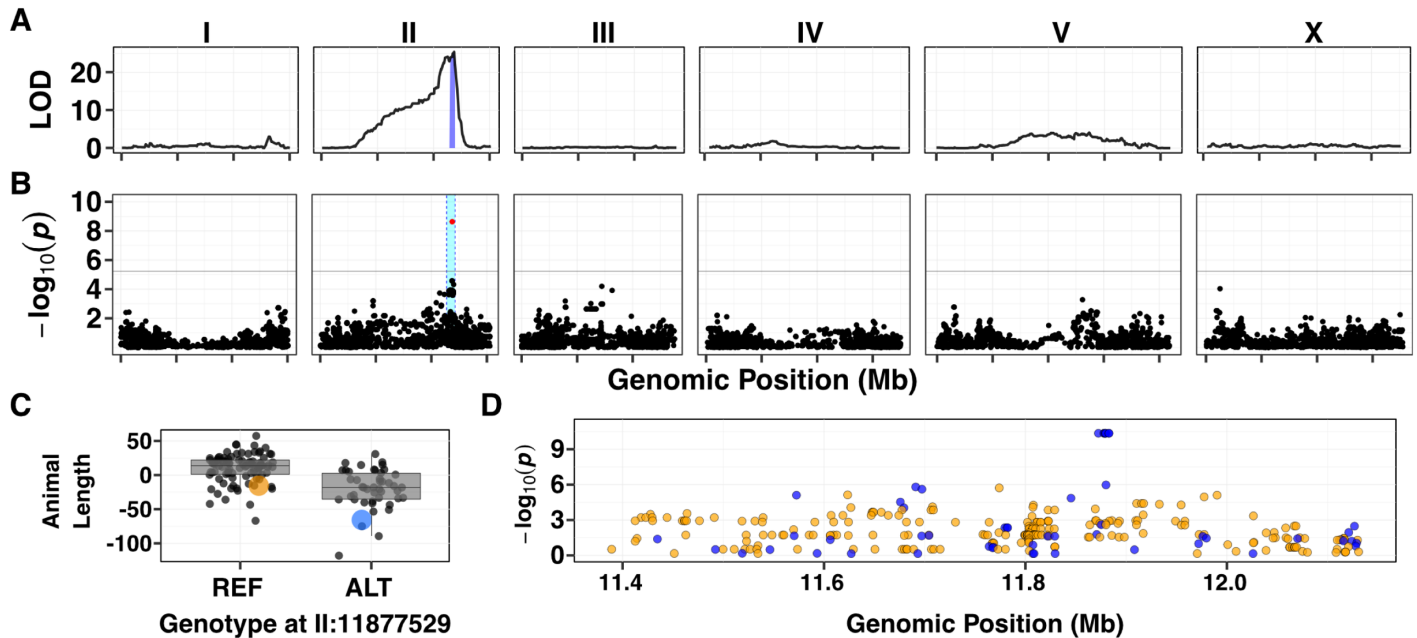 A
I II III IV V X
LOD
20
10
0
B
−log10(p)
10
8
6
4
2
Genomic Position (Mb)
C
Animal
Length
50
0
-50
-100
REF ALT
Genotype at II:11877529
D
−log10(p)
9
6
3
0
11.4 11.6 11.8 12.0
Genomic Position (Mb)